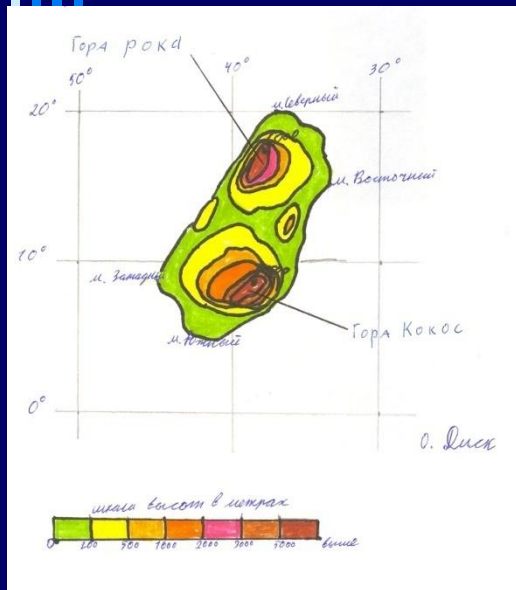 Гора рока
50° 40° 30°
20°
м. Северный
м. Восточный
10°
м. Западный
Гора Кокос
м. Южный
0°
О. Диск
шкала высот в метрах
0 200 500 1000 2000 3000 5000 выше